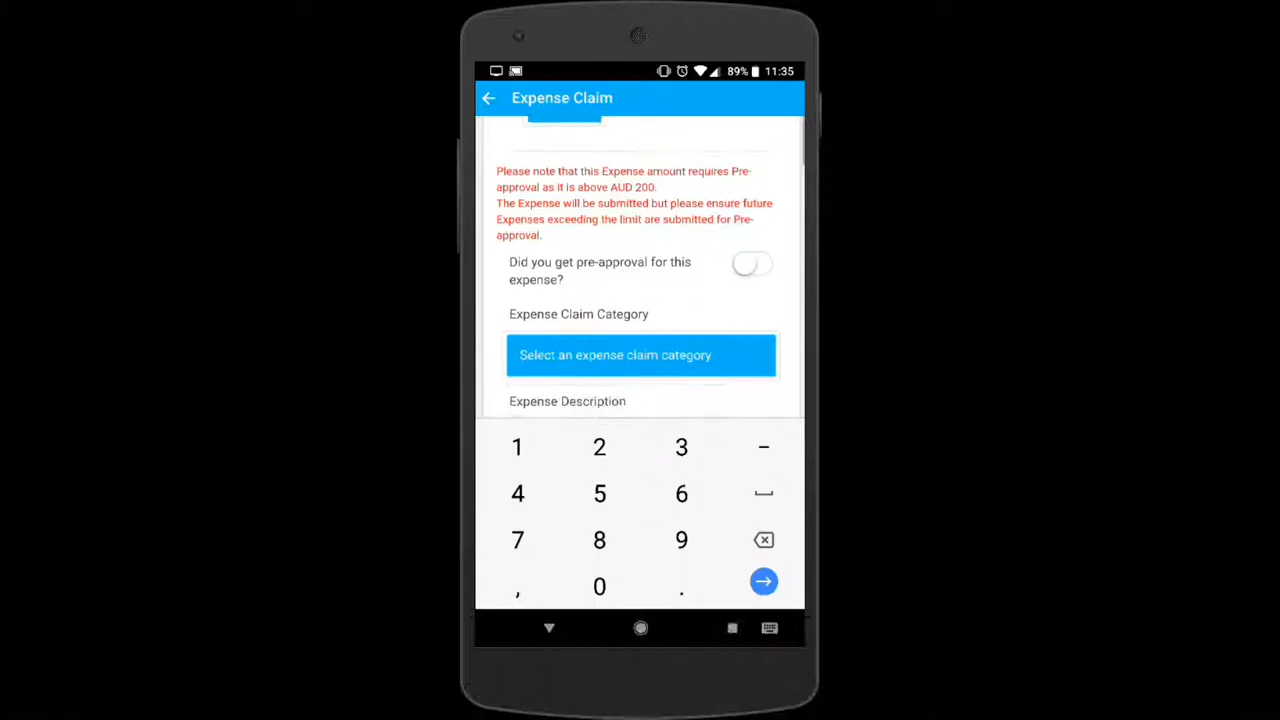 89% 11:35
Expense Claim
Please note that this Expense amount requires Pre-
approval as it is above AUD 200.
The Expense will be submitted but please ensure future
Expenses exceeding the limit are submitted for Pre-
approval.
Did you get pre-approval for this
expense?
Expense Claim Category
Select an expense claim category
Expense Description
1 2 3 −
4 5 6
7 8 9
, 0 .